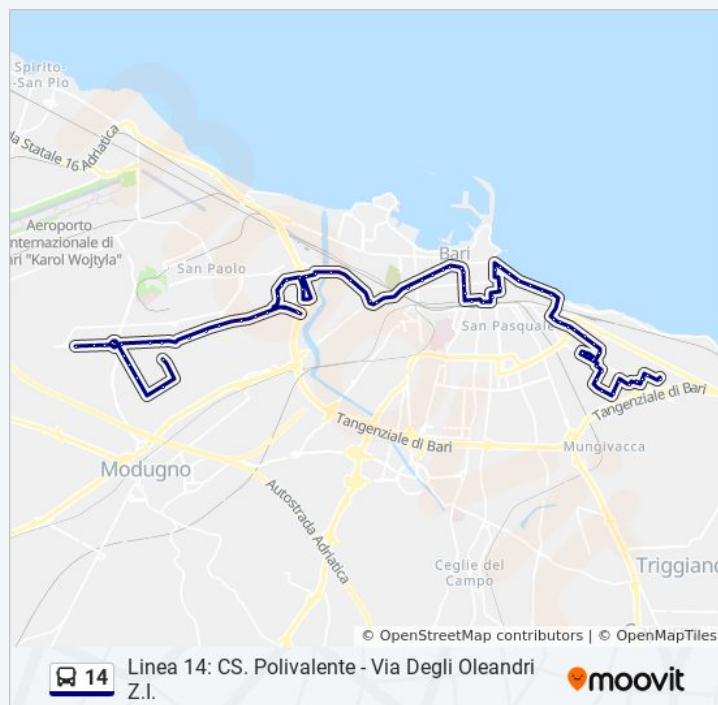 Spirito-
-San Pio
da Statale 16 Adriatica
Aeroporto
Internazionale di
ari "Karol Wojtyla"
San Paolo
Bari
San Pasquale
Tangenziale di Bari
Tangenziale di Bari
Mungivacca
Modugno
Autostrada Adriatica
Ceglie del
Campo
Triggiano
© OpenStreetMap contributors | © OpenMapTiles
14
Linea 14: CS. Polivalente - Via Degli Oleandri
Z.I.
moovit